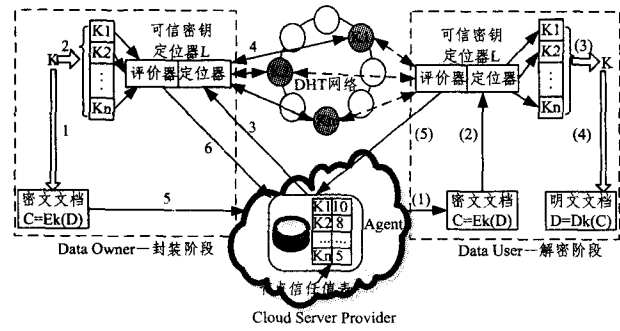 2
K
K1
K2
⋮
Kn
1
可信密钥
定位器L
评价器 定位器
4
DHT网络
可信密钥
定位器L
评价器 定位器
K1
K2
⋮
Kn
(3)
K
3
6
(5)
(2)
(4)
密文文档
C=Ek(D)
5
K1 10
K2 8
……
Kn 5
Agent
(1)
密文文档
C=Ek(D)
明文文档
D=Dk(C)
Data Owner—封装阶段
Data User—解密阶段
点信任值表
Cloud Server Provider